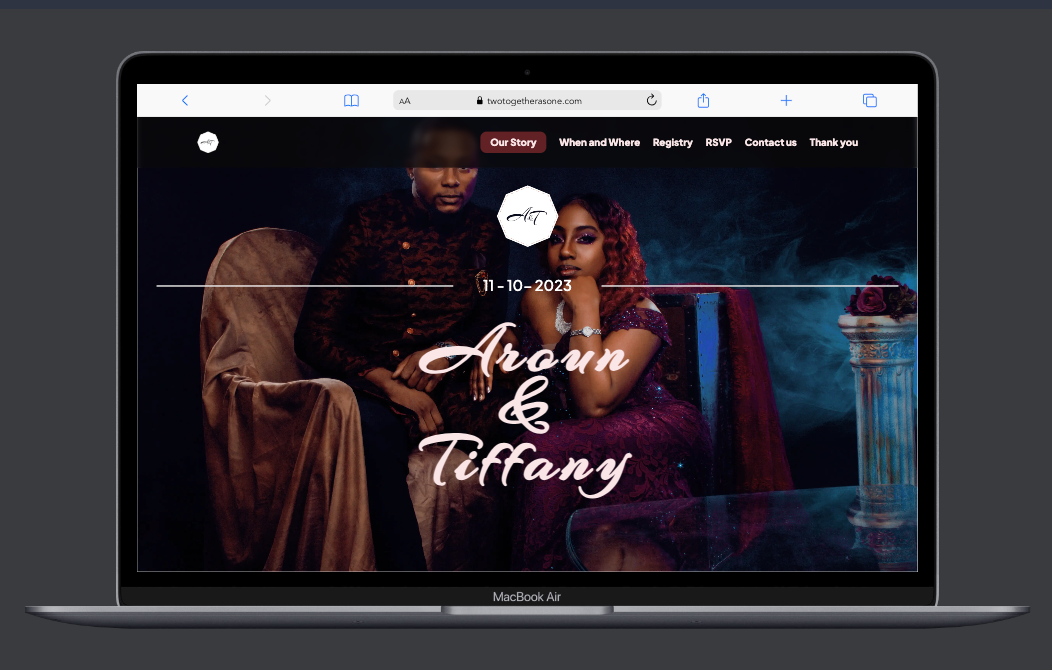 AA twotogetherasone.com
Our Story When and Where Registry RSVP Contact us Thank you
A&T
11 - 10 - 2023
Aroun
&
Tiffany
MacBook Air